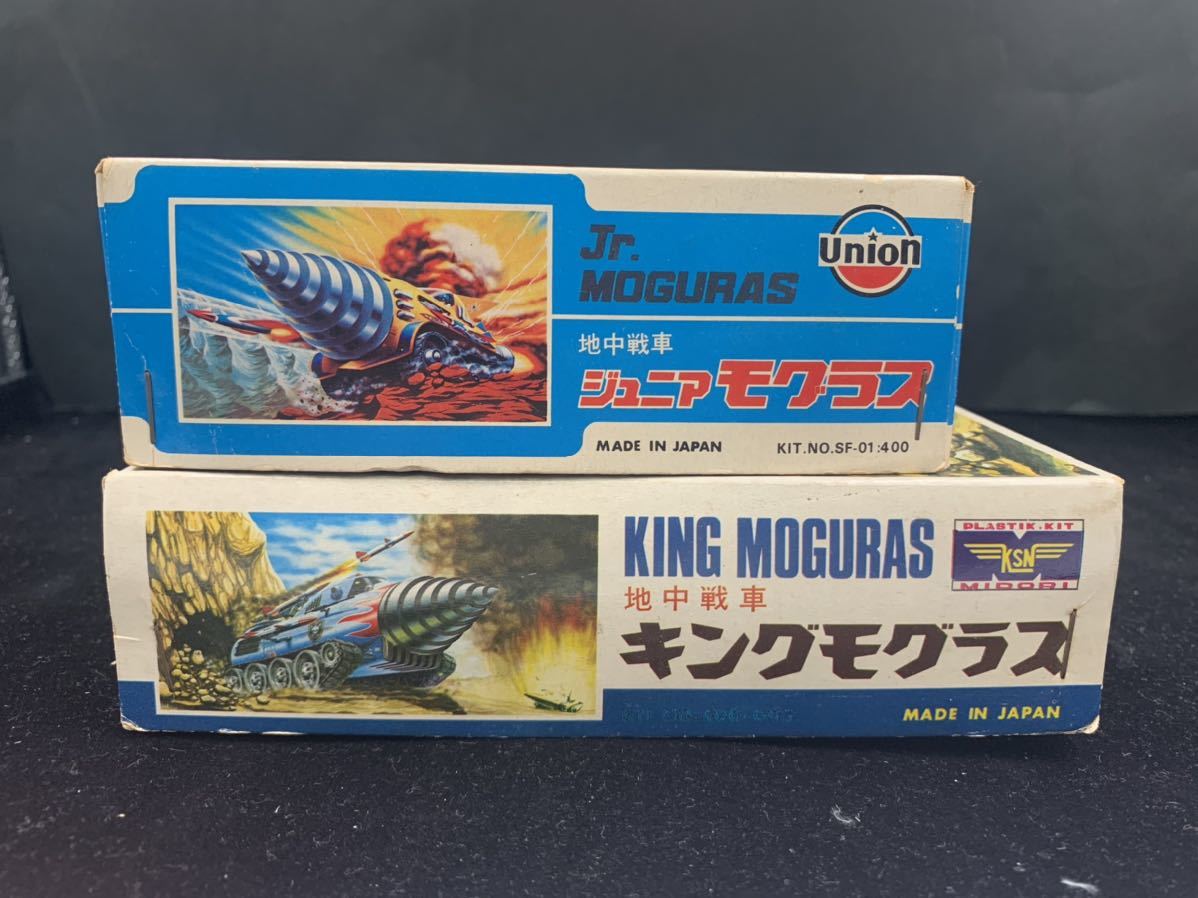 Jr.
MOGURAS
Union
地中戦車
ジュニア モグラス
MADE IN JAPAN KIT.NO.SF-01:400
KING MOGURAS
PLASTIK.KIT
KSN
MIDORI
地中戦車
キングモグラス
MADE IN JAPAN